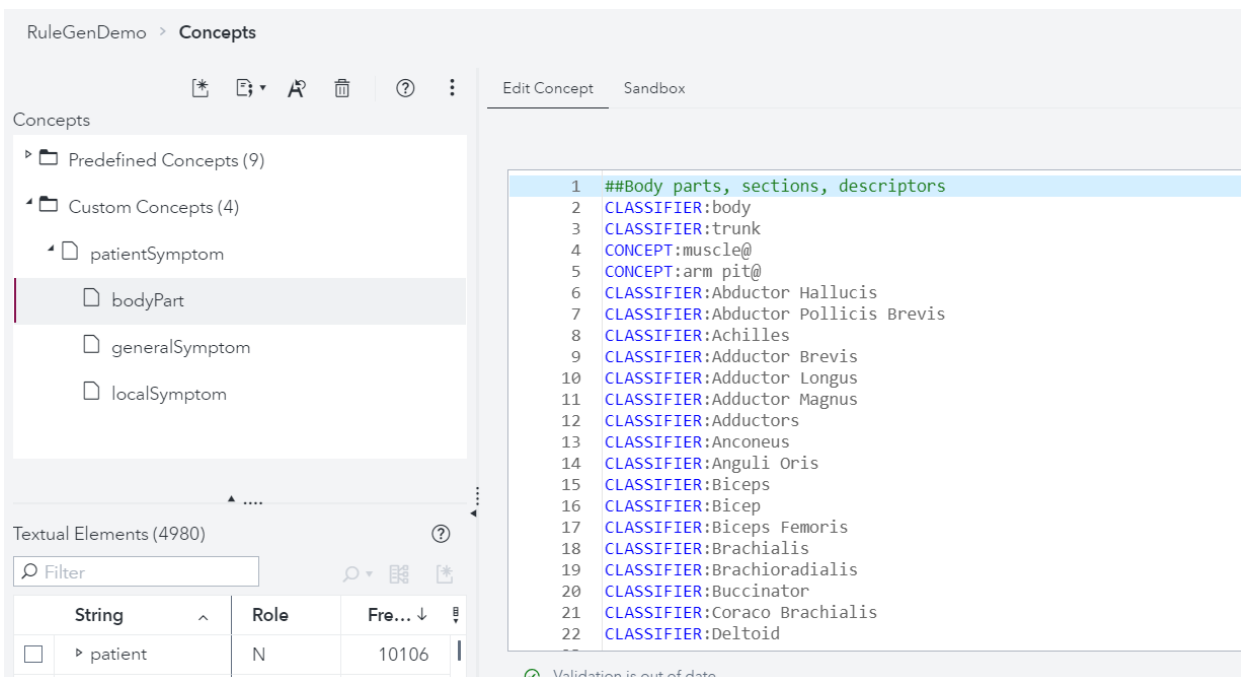 RuleGenDemo > Concepts
Concepts
Predefined Concepts (9)
Custom Concepts (4)
patientSymptom
bodyPart
generalSymptom
localSymptom
Textual Elements (4980)
Filter
String Role Fre...
patient N 10106
Edit Concept Sandbox
1 ##Body parts, sections, descriptors
2 CLASSIFIER:body
3 CLASSIFIER:trunk
4 CONCEPT:muscle@
5 CONCEPT:arm pit@
6 CLASSIFIER:Abductor Hallucis
7 CLASSIFIER:Abductor Pollicis Brevis
8 CLASSIFIER:Achilles
9 CLASSIFIER:Adductor Brevis
10 CLASSIFIER:Adductor Longus
11 CLASSIFIER:Adductor Magnus
12 CLASSIFIER:Adductors
13 CLASSIFIER:Anconeus
14 CLASSIFIER:Anguli Oris
15 CLASSIFIER:Biceps
16 CLASSIFIER:Bicep
17 CLASSIFIER:Biceps Femoris
18 CLASSIFIER:Brachialis
19 CLASSIFIER:Brachioradialis
20 CLASSIFIER:Buccinator
21 CLASSIFIER:Coraco Brachialis
22 CLASSIFIER:Deltoid
Validation is out of date